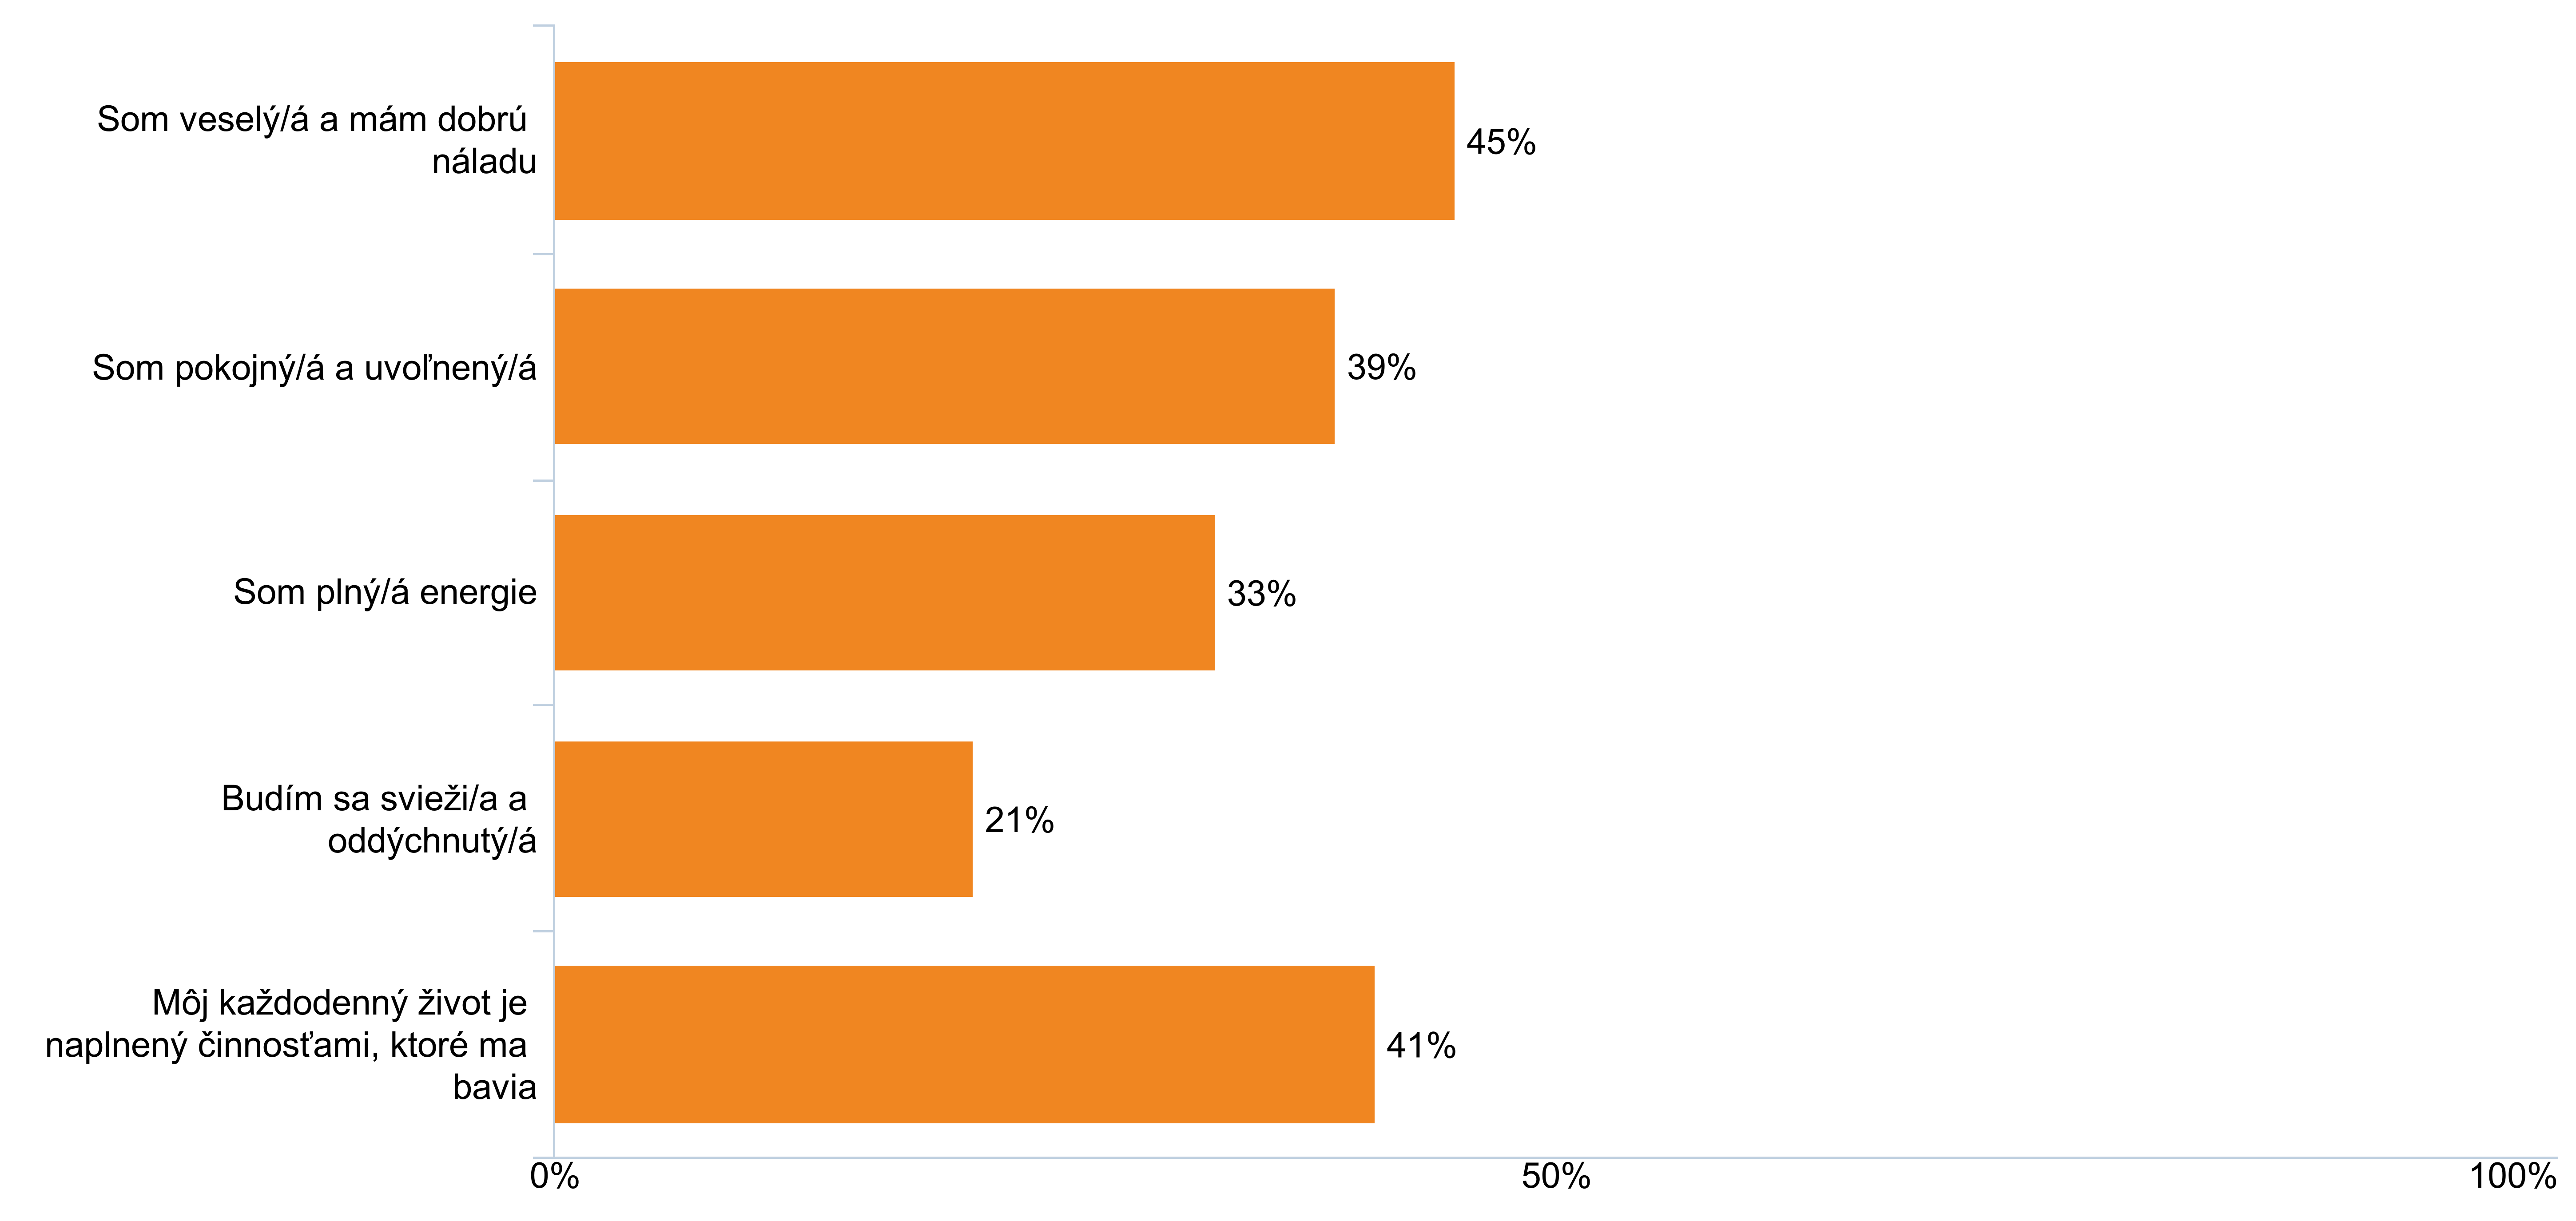 Som veselý/á a mám dobrú
náladu
45%
Som pokojný/á a uvoľnený/á
39%
Som plný/á energie
33%
Budím sa svieži/a a
oddýchnutý/á
21%
Môj každodenný život je
naplnený činnosťami, ktoré ma
bavia
41%
0%
50%
100%